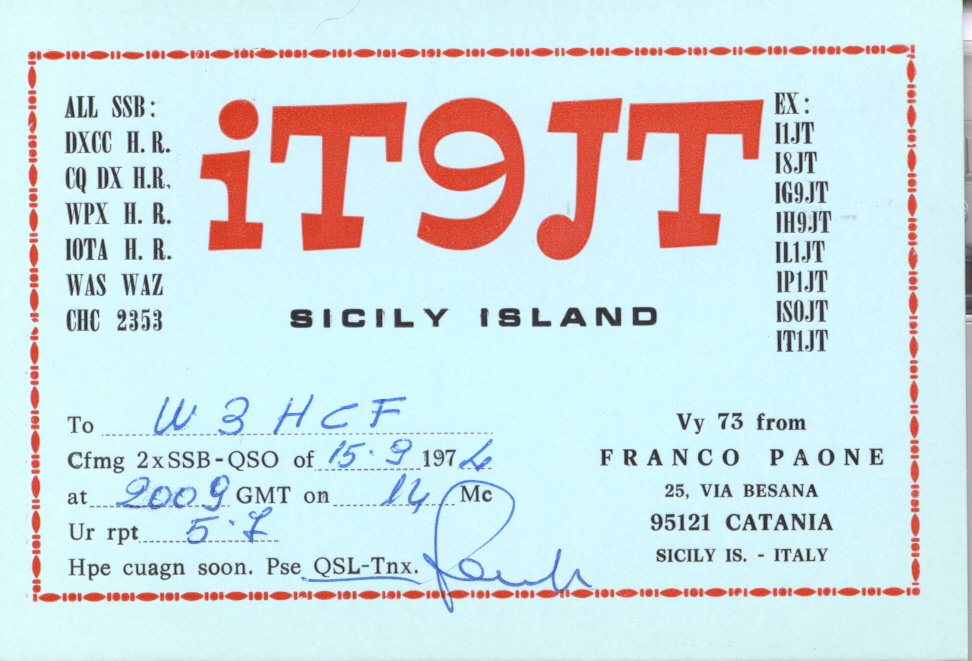 ALL SSB:
DXCC H.R.
CQ DX H.R.
WPX H. R.
IOTA H. R.
WAS WAZ
CHC 2353
iT9JT
SICILY ISLAND
EX:
I1JT
I8JT
IG9JT
IH9JT
IL1JT
IP1JT
IS0JT
IT1JT
To W 3 H C F
Cfmg 2xSSB-QSO of 15.9 1974
at 2009 GMT on 14 Mc
Ur rpt 5.7
Hpe cuagn soon. Pse QSL-Tnx.
Vy 73 from
FRANCO PAONE
25, VIA BESANA
95121 CATANIA
SICILY IS. - ITALY